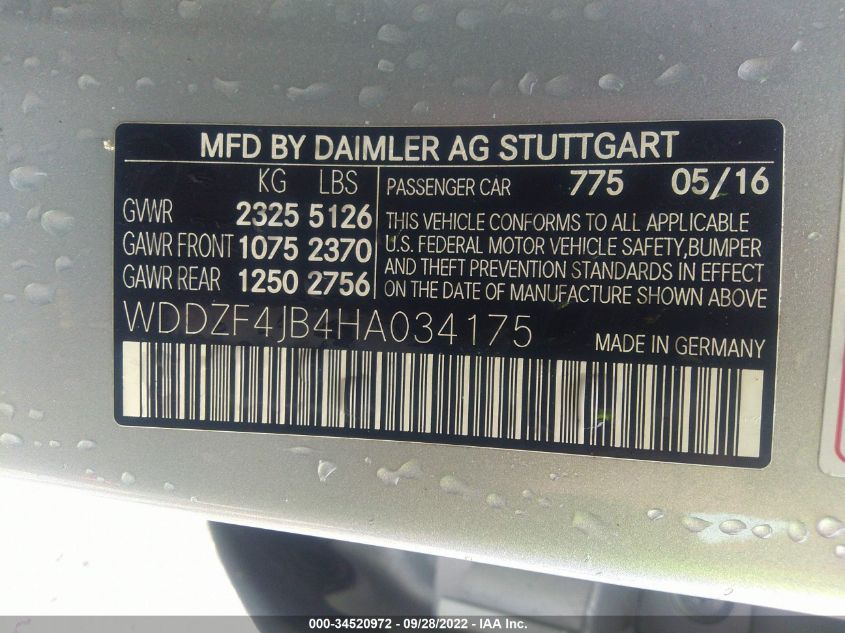 MFD BY DAIMLER AG STUTTGART
KG LBS
GVWR 2325 5126
GAWR FRONT 1075 2370
GAWR REAR 1250 2756
PASSENGER CAR 775 05/16
THIS VEHICLE CONFORMS TO ALL APPLICABLE
U.S. FEDERAL MOTOR VEHICLE SAFETY,BUMPER
AND THEFT PREVENTION STANDARDS IN EFFECT
ON THE DATE OF MANUFACTURE SHOWN ABOVE
WDDZF4JB4HA034175
MADE IN GERMANY
000-34520972 - 09/28/2022 - IAA Inc.